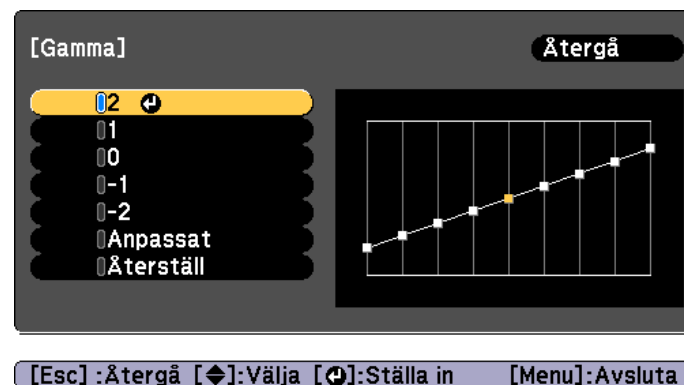 [Gamma] Återgå
2
1
0
-1
-2
Anpassat
Återställ
[Esc] :Återgå [◆]:Välja [⏎]:Ställa in [Menu]:Avsluta